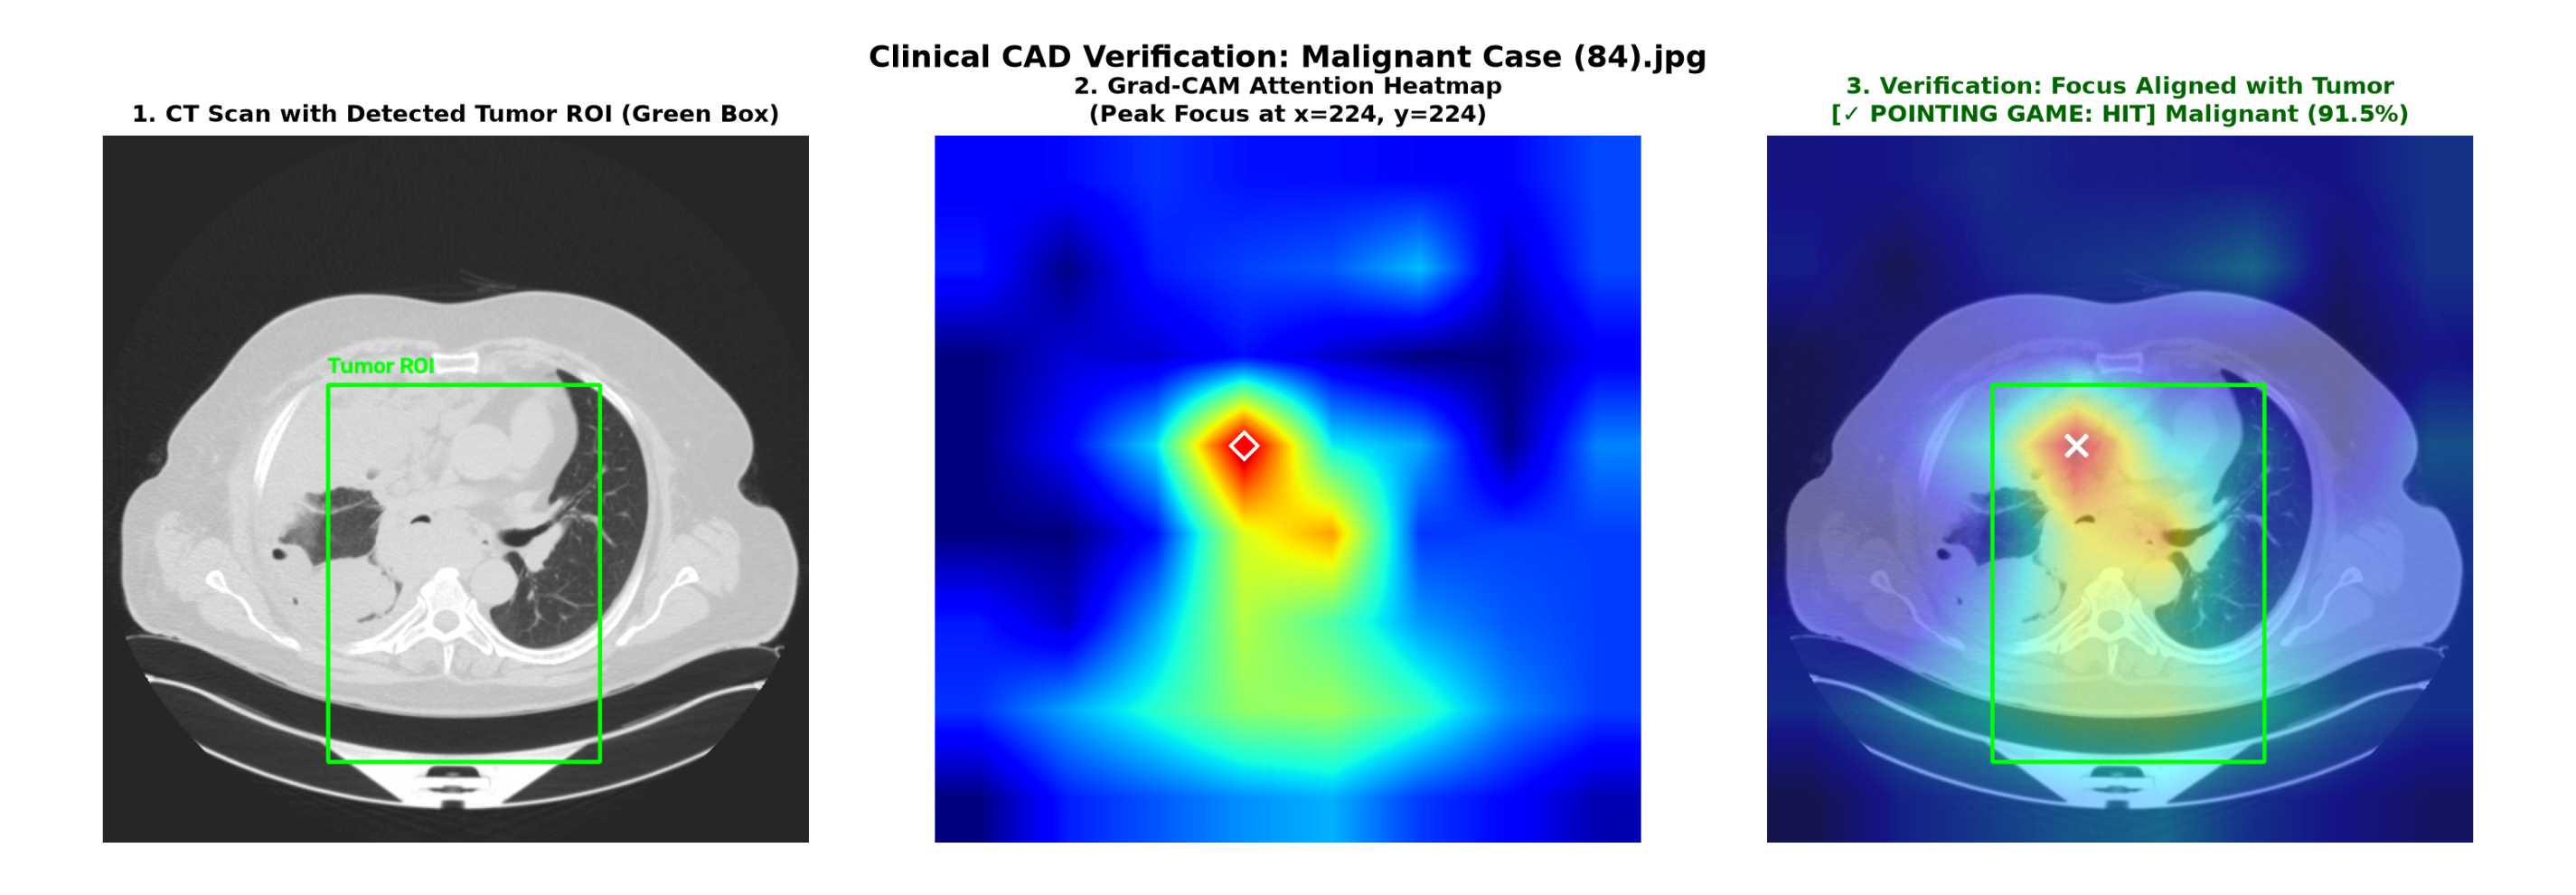 Clinical CAD Verification: Malignant Case (84).jpg
1. CT Scan with Detected Tumor ROI (Green Box)
Tumor ROI
2. Grad-CAM Attention Heatmap
(Peak Focus at x=224, y=224)
3. Verification: Focus Aligned with Tumor
[✓ POINTING GAME: HIT] Malignant (91.5%)